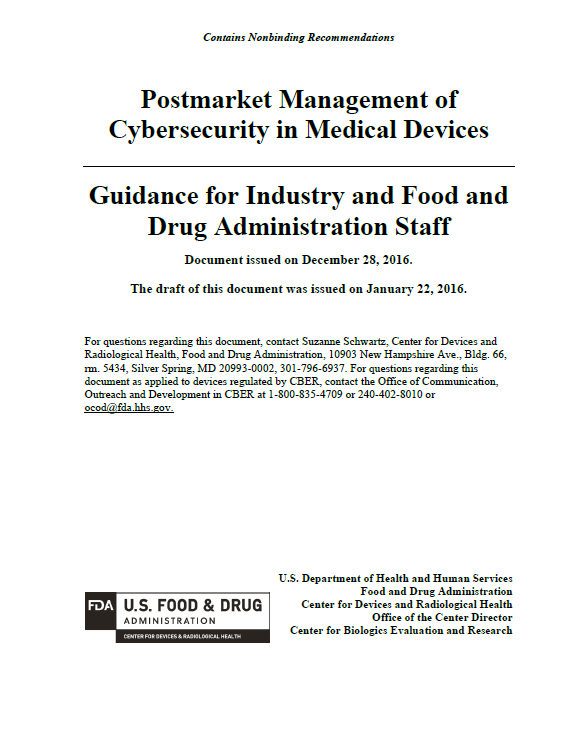 Contains Nonbinding Recommendations
Postmarket Management of
Cybersecurity in Medical Devices
Guidance for Industry and Food and
Drug Administration Staff
Document issued on December 28, 2016.
The draft of this document was issued on January 22, 2016.
For questions regarding this document, contact Suzanne Schwartz, Center for Devices and
Radiological Health, Food and Drug Administration, 10903 New Hampshire Ave., Bldg. 66,
rm. 5434, Silver Spring, MD 20993-0002, 301-796-6937. For questions regarding this
document as applied to devices regulated by CBER, contact the Office of Communication,
Outreach and Development in CBER at 1-800-835-4709 or 240-402-8010 or
ocod@fda.hhs.gov.
U.S. Department of Health and Human Services
Food and Drug Administration
Center for Devices and Radiological Health
Office of the Center Director
Center for Biologics Evaluation and Research
FDA U.S. FOOD & DRUG
ADMINISTRATION
CENTER FOR DEVICES & RADIOLOGICAL HEALTH